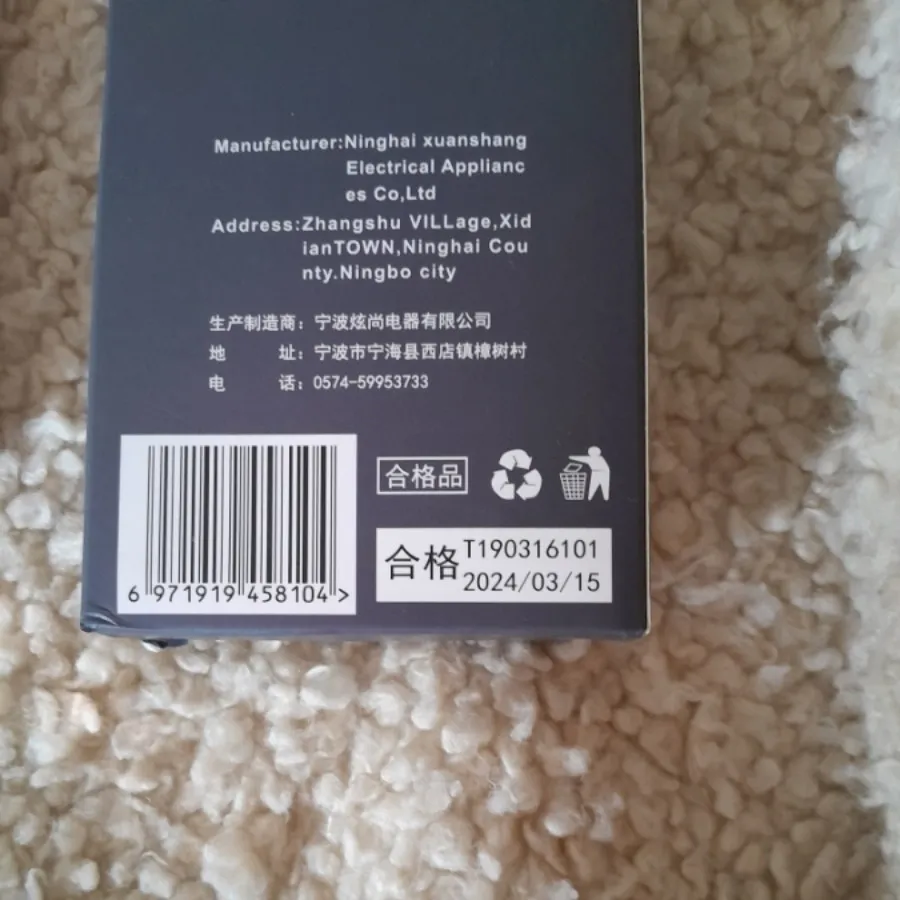 Manufacturer:Ninghai xuanshang
Electrical Applianc
es Co,Ltd
Address:Zhangshu VILLage,Xid
ianTOWN,Ninghai Cou
nty.Ningbo city
生产制造商：宁波炫尚电器有限公司
地 址：宁波市宁海县西店镇樟树村
电 话：0574-59953733
合格品
合格 T190316101
2024/03/15
6 971919 458104 >